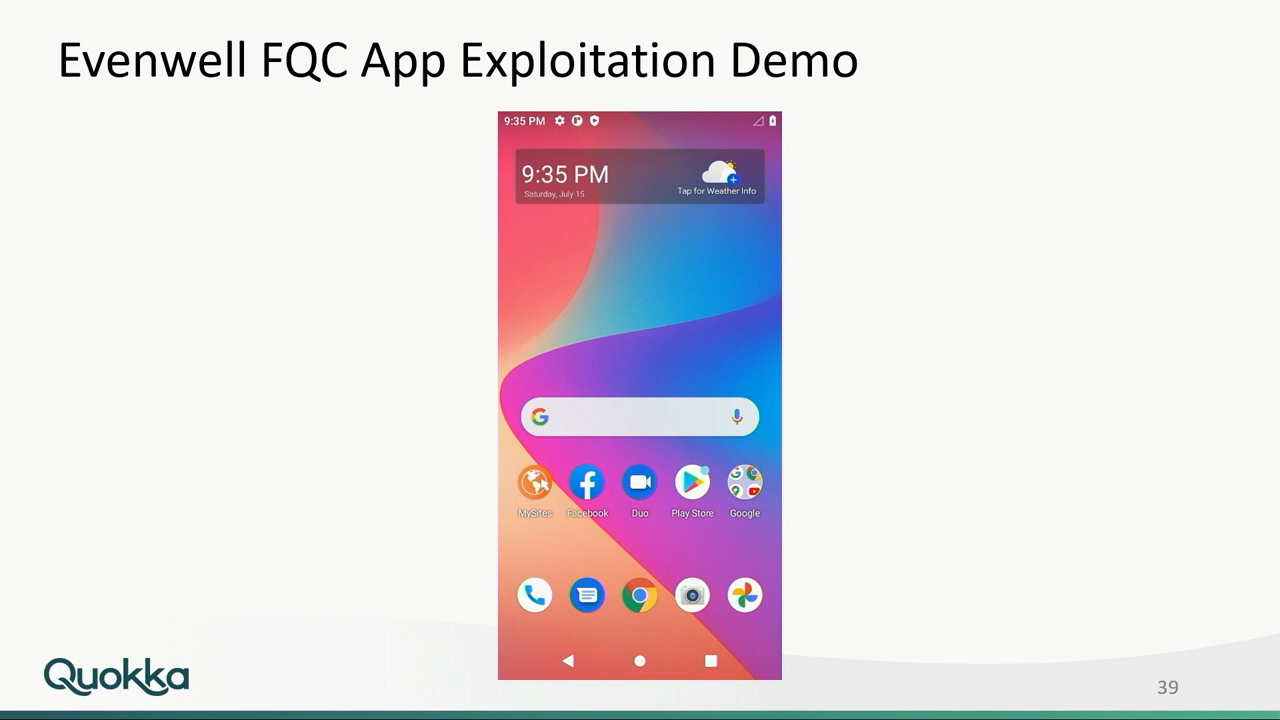 Evenwell FQC App Exploitation Demo
9:35 PM
9:35 PM
Saturday, July 15
Tap for Weather Info
MySites
Facebook
Duo
Play Store
Google
Quokka
39